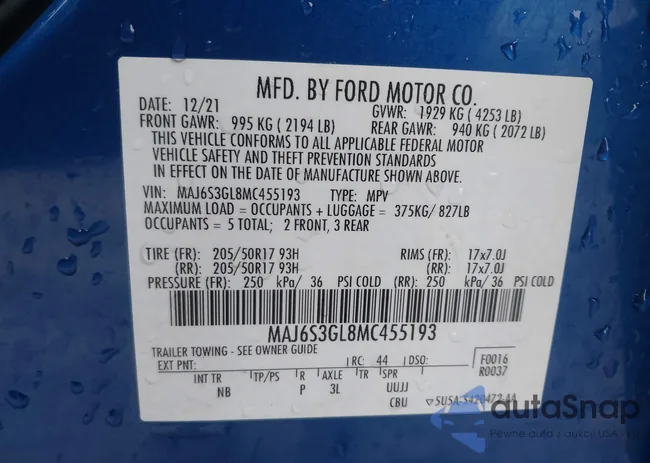 MFD. BY FORD MOTOR CO.
DATE: 12/21 GVWR: 1929 KG ( 4253 LB)
FRONT GAWR: 995 KG ( 2194 LB) REAR GAWR: 940 KG ( 2072 LB)
THIS VEHICLE CONFORMS TO ALL APPLICABLE FEDERAL MOTOR
VEHICLE SAFETY AND THEFT PREVENTION STANDARDS
IN EFFECT ON THE DATE OF MANUFACTURE SHOWN ABOVE.
VIN: MAJ6S3GL8MC455193 TYPE: MPV
MAXIMUM LOAD = OCCUPANTS + LUGGAGE = 375KG/ 827LB
OCCUPANTS = 5 TOTAL; 2 FRONT, 3 REAR
TIRE (FR): 205/50R17 93H RIMS (FR): 17x7.0J
(RR): 205/50R17 93H (RR): 17x7.0J
PRESSURE (FR): 250 kPa/ 36 PSI COLD (RR): 250 kPa/ 36 PSI COLD
MAJ6S3GL8MC455193
TRAILER TOWING - SEE OWNER GUIDE
EXT PNT: RC: 44 DSO: F0016
R0037
INT TR TP/PS R AXLE TR SPR
NB P 3L UUJJ
CBU
autaSnap
Pewne auta z aukcji USA